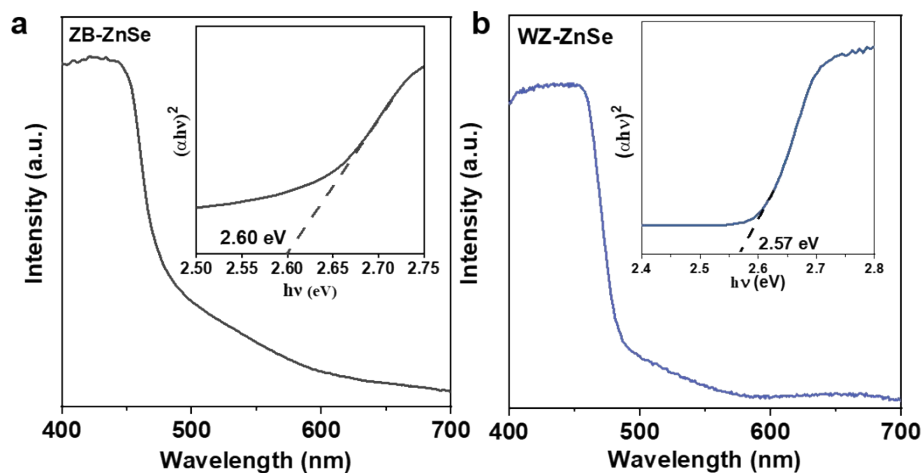 a
ZB-ZnSe
Intensity (a.u.)
(αhν)²
2.60 eV
2.50 2.55 2.60 2.65 2.70 2.75
hν (eV)
400 500 600 700
Wavelength (nm)
b
WZ-ZnSe
Intensity (a.u.)
(αhν)²
2.57 eV
2.4 2.5 2.6 2.7 2.8
hν (eV)
400 500 600 700
Wavelength (nm)